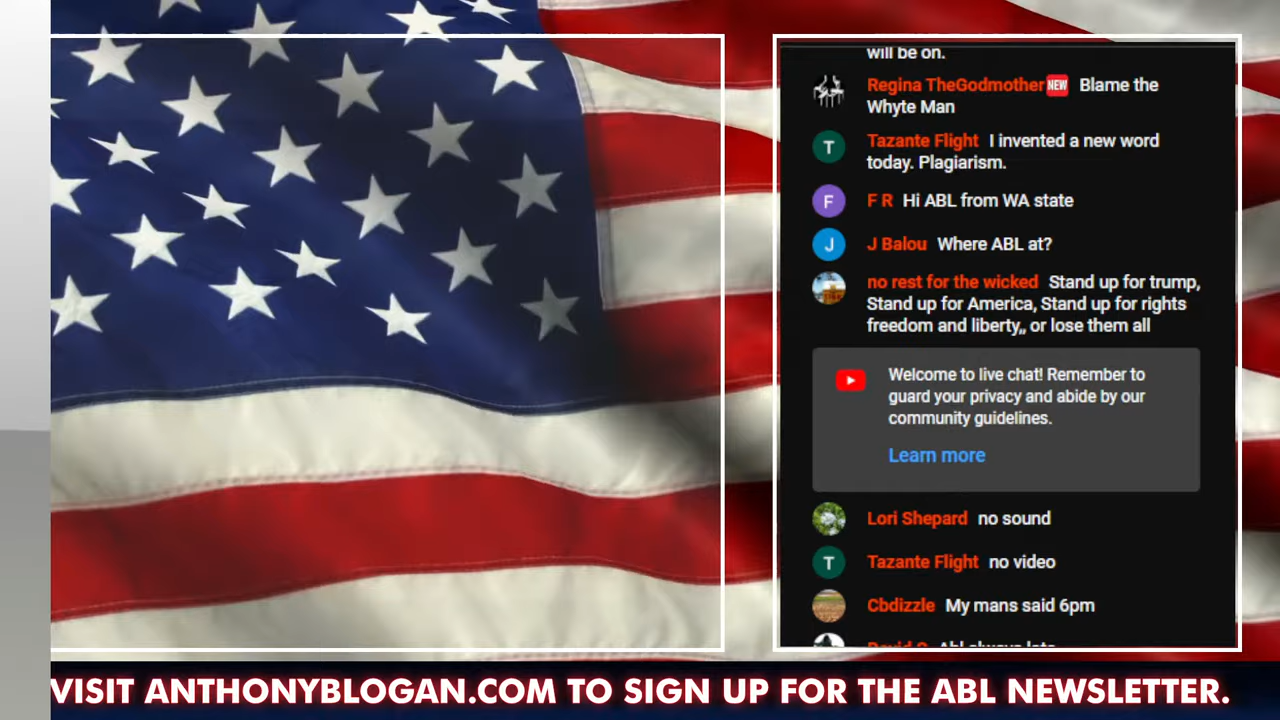 will be on.
Regina TheGodmother NEW Blame the
Whyte Man
T Tazante Flight I invented a new word
today. Plagiarism.
F F R Hi ABL from WA state
J J Balou Where ABL at?
no rest for the wicked Stand up for trump,
Stand up for America, Stand up for rights
freedom and liberty,, or lose them all
Welcome to live chat! Remember to
guard your privacy and abide by our
community guidelines.
Learn more
Lori Shepard no sound
T Tazante Flight no video
Cbdizzle My mans said 6pm
VISIT ANTHONYBLOGAN.COM TO SIGN UP FOR THE ABL NEWSLETTER.